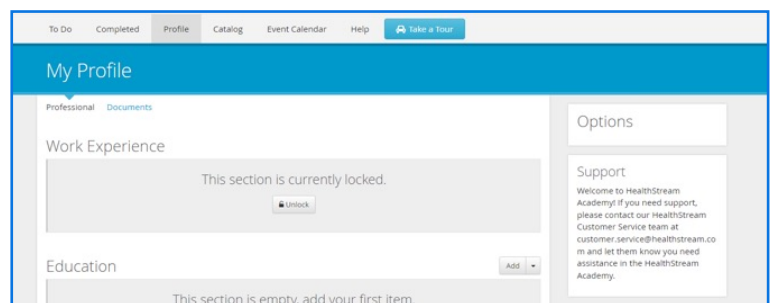 To Do Completed Profile Catalog Event Calendar Help Take a Tour
My Profile
Professional Documents
Work Experience
This section is currently locked.
Unlock
Education
Add
This section is empty, add your first item.
Options
Support
Welcome to HealthStream
Academy! If you need support,
please contact our HealthStream
Customer Service team at
customer.service@healthstream.co
m and let them know you need
assistance in the HealthStream
Academy.